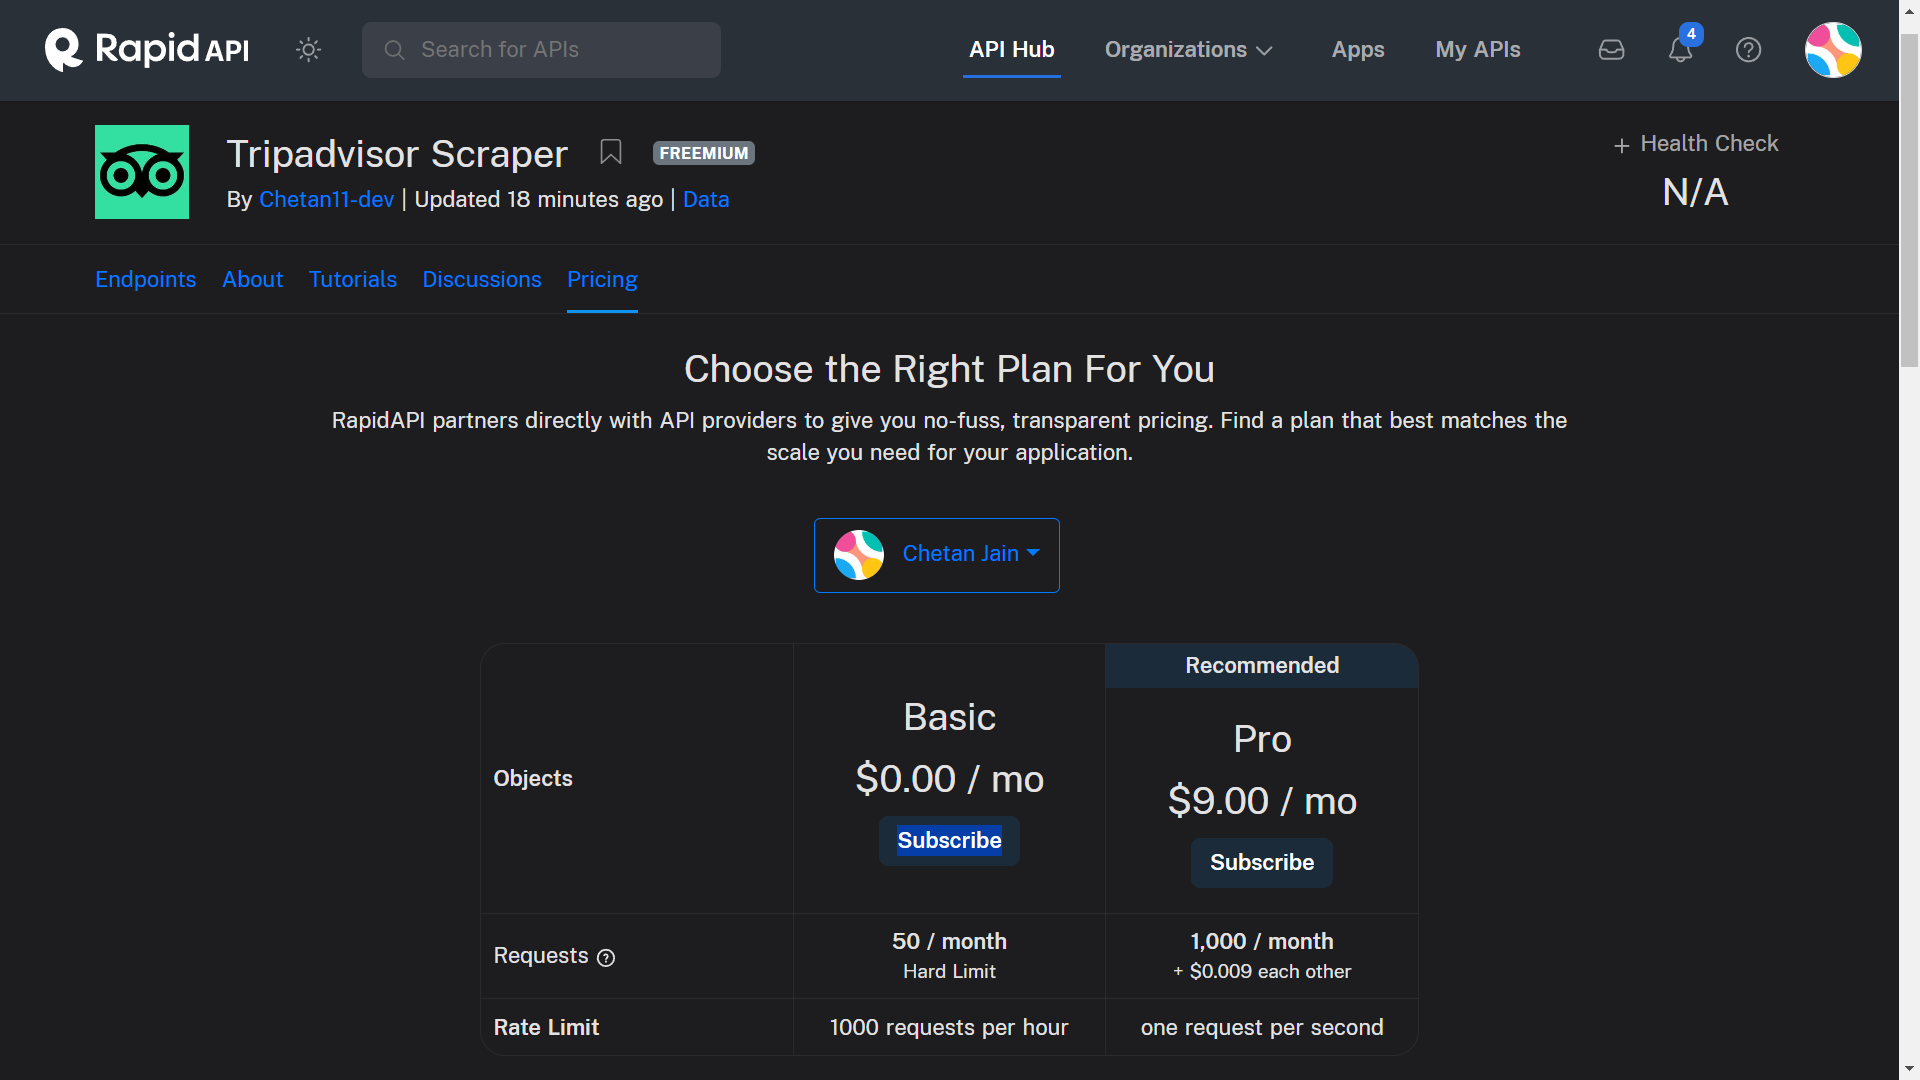 Rapid API
Search for APIs
API Hub
Organizations
Apps
My APIs
4
Tripadvisor Scraper
FREEMIUM
By Chetan11-dev | Updated 18 minutes ago | Data
+ Health Check
N/A
Endpoints
About
Tutorials
Discussions
Pricing
Choose the Right Plan For You
RapidAPI partners directly with API providers to give you no-fuss, transparent pricing. Find a plan that best matches the
scale you need for your application.
Chetan Jain
Recommended
Objects
Basic
$0.00 / mo
Subscribe
Pro
$9.00 / mo
Subscribe
Requests ?
50 / month
Hard Limit
1,000 / month
+ $0.009 each other
Rate Limit
1000 requests per hour
one request per second